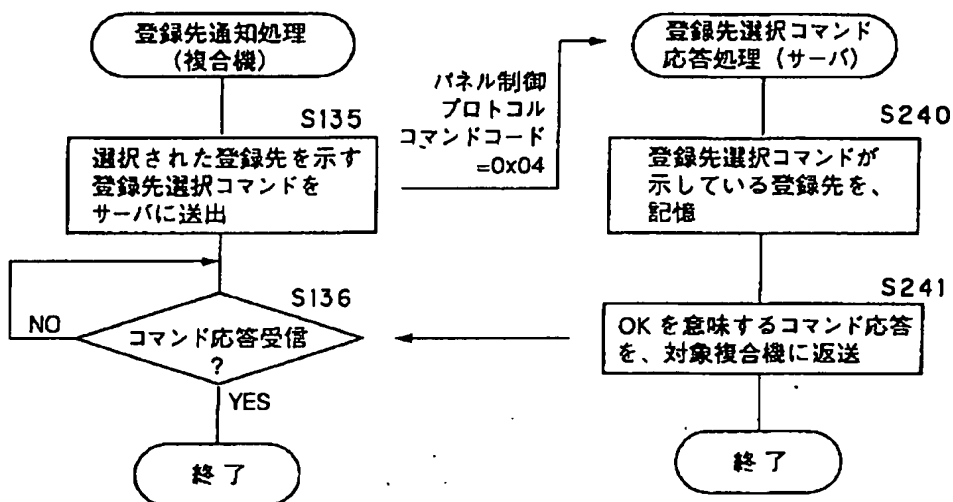 登録先通知処理
(複合機)
S135
選択された登録先を示す
登録先選択コマンドを
サーバに送出
S136
コマンド応答受信
?
NO
YES
終了
パネル制御
プロトコル
コマンドコード
=0x04
登録先選択コマンド
応答処理 (サーバ)
S240
登録先選択コマンドが
示している登録先を、
記憶
S241
OKを意味するコマンド応答
を、対象複合機に返送
終了